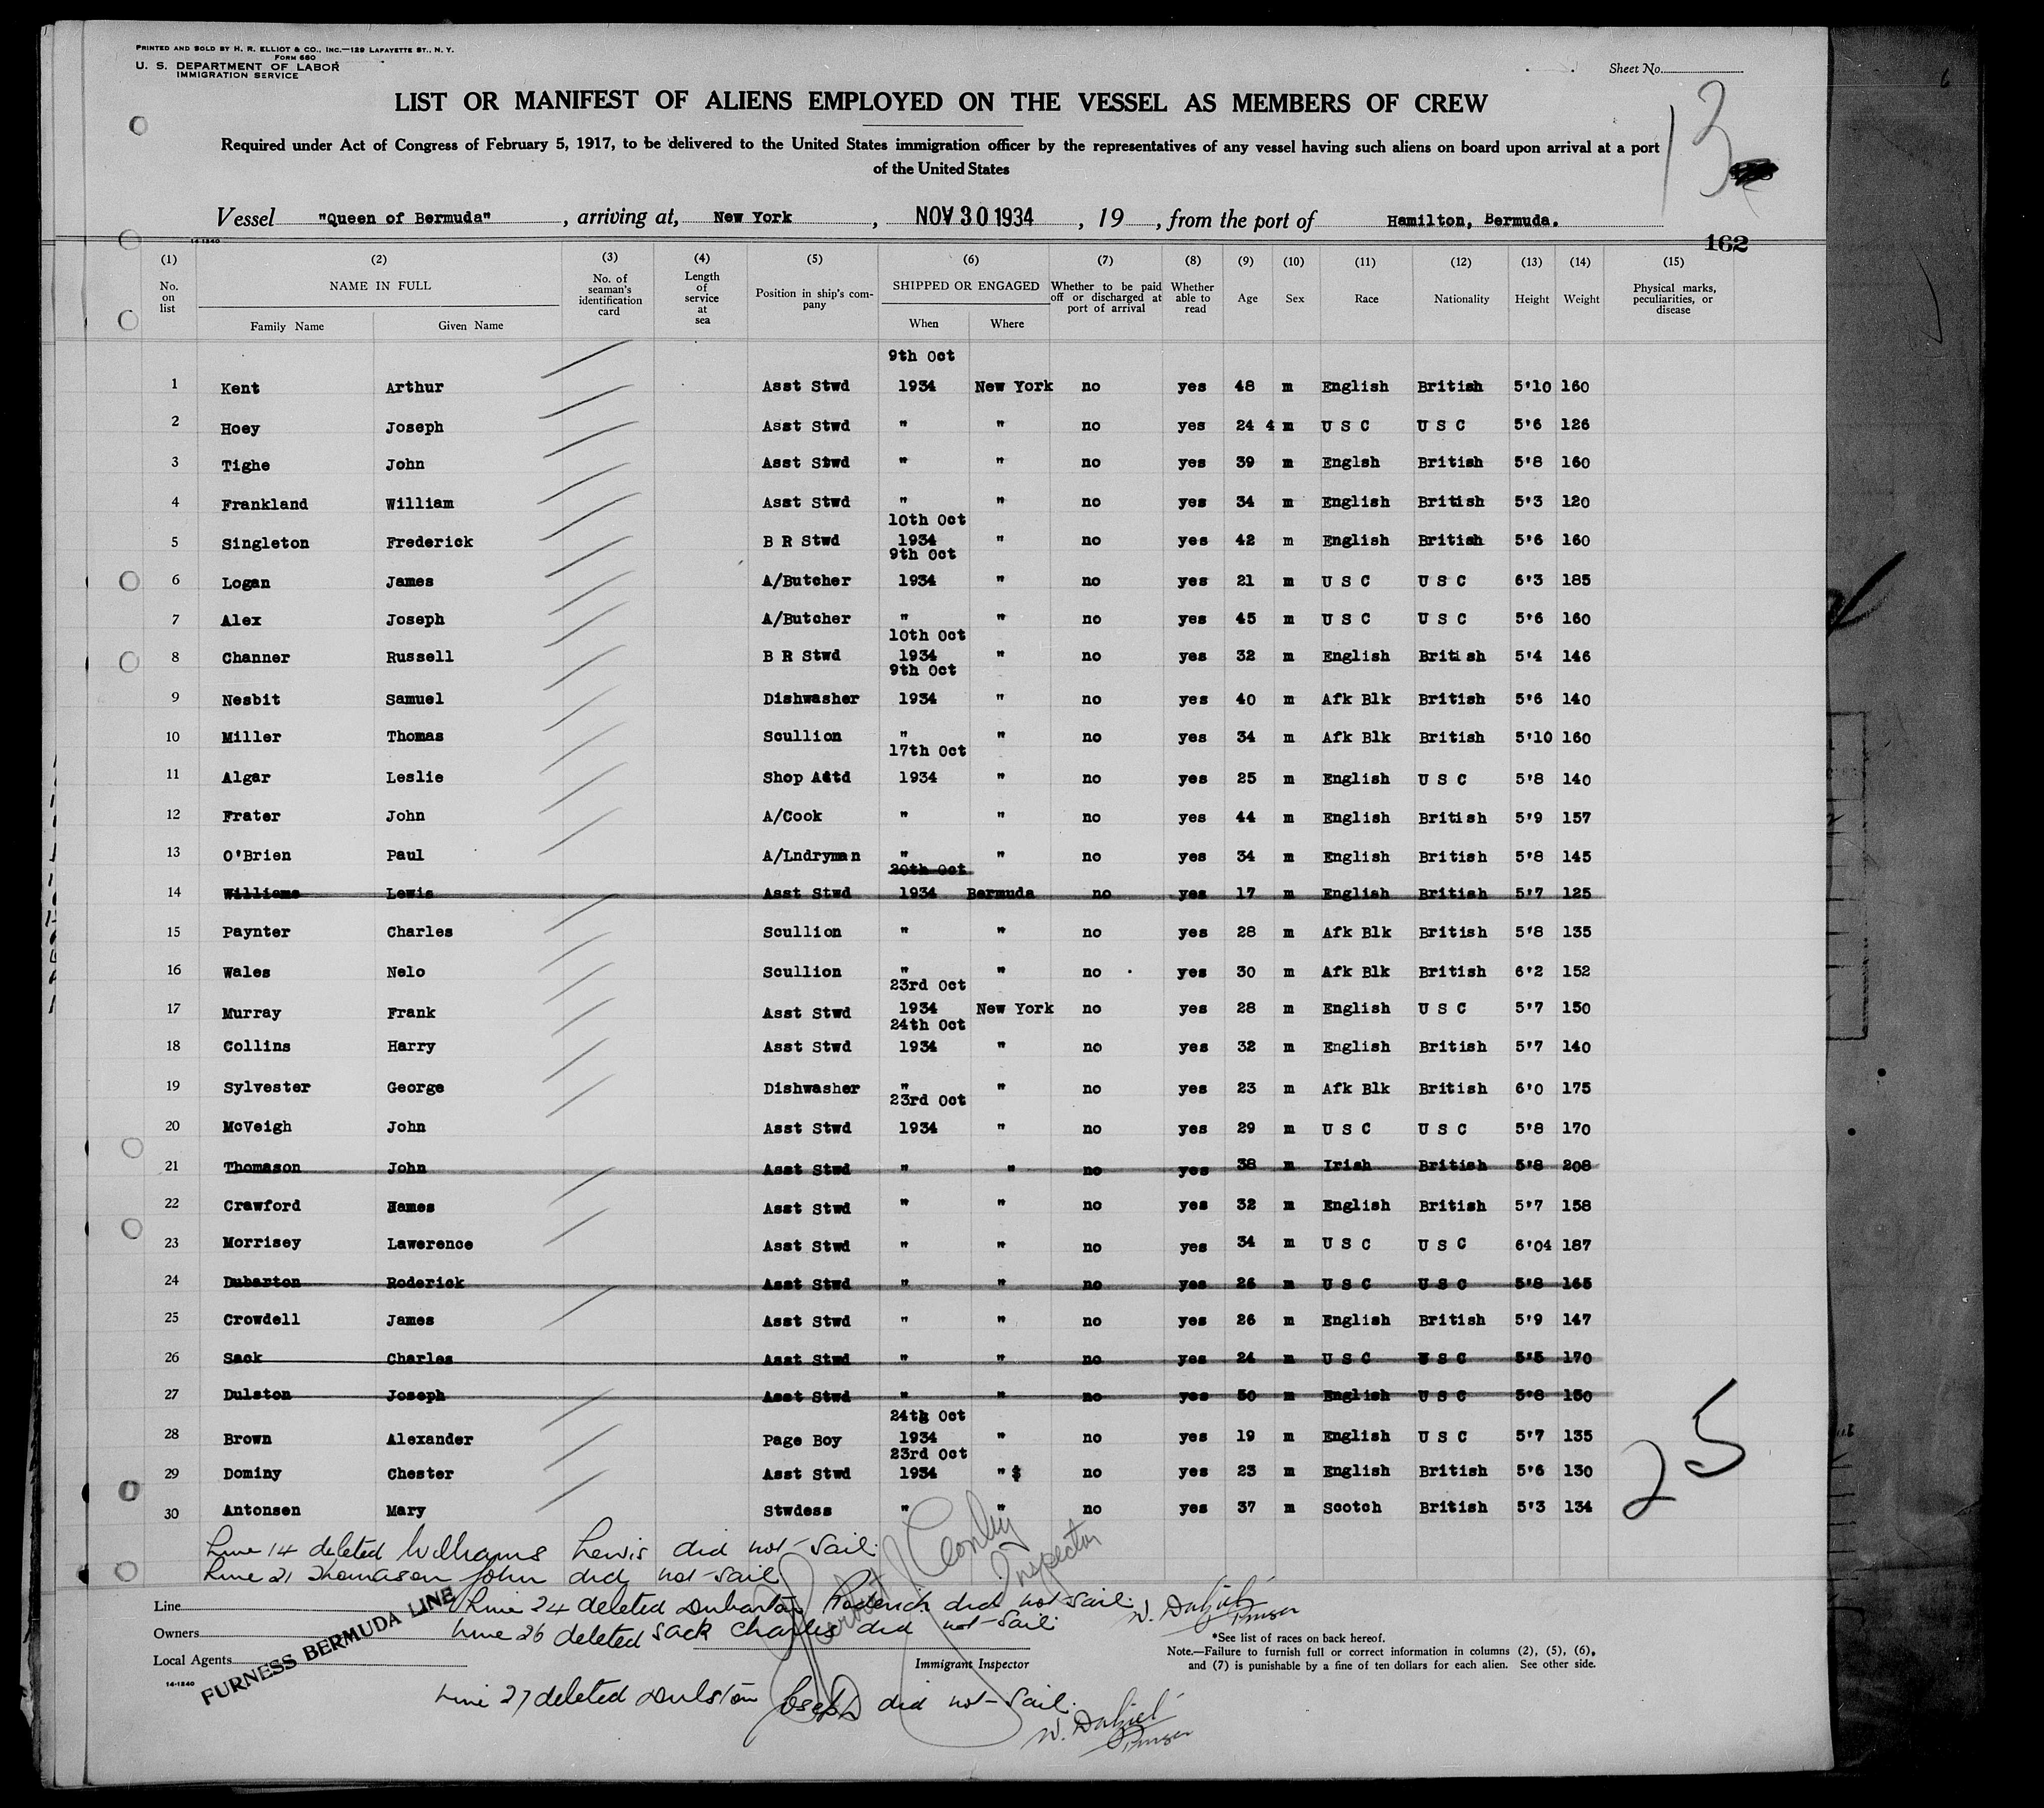 PRINTED AND SOLD BY H. R. ELLIOT & CO., INC.—129 LAFAYETTE ST., N. Y.
FORM 680
U. S. DEPARTMENT OF LABOR
IMMIGRATION SERVICE
Sheet No.
13
LIST OR MANIFEST OF ALIENS EMPLOYED ON THE VESSEL AS MEMBERS OF CREW
Required under Act of Congress of February 5, 1917, to be delivered to the United States immigration officer by the representatives of any vessel having such aliens on board upon arrival at a port
of the United States
Vessel "Queen of Bermuda", arriving at, New York, NOV 30 1934, 19, from the port of Hamilton, Bermuda.
14-1240
162
(1) (2) (3) (4) (5) (6) (7) (8) (9) (10) (11) (12) (13) (14) (15)
No. on list NAME IN FULL Family Name Given Name No. of seaman's identification card Length of service at sea Position in ship's company SHIPPED OR ENGAGED When Where Whether to be paid off or discharged at port of arrival Whether able to read Age Sex Race Nationality Height Weight Physical marks, peculiarities, or disease
9th Oct
1 Kent Arthur Asst Stwd 1934 New York no yes 48 m English British 5'10 160
2 Hoey Joseph Asst Stwd " " no yes 24 4 m U S C U S C 5'6 126
3 Tighe John Asst Stwd " " no yes 39 m Englsh British 5'8 160
4 Frankland William Asst Stwd " " no yes 34 m English British 5'3 120
10th Oct
5 Singleton Frederick B R Stwd 1934 " no yes 42 m English British 5'6 160
9th Oct
6 Logan James A/Butcher 1934 " no yes 21 m U S C U S C 6'3 185
7 Alex Joseph A/Butcher " " no yes 45 m U S C U S C 5'6 160
10th Oct
8 Channer Russell B R Stwd 1934 " no yes 32 m English British 5'4 146
9th Oct
9 Nesbit Samuel Dishwasher 1934 " no yes 40 m Afk Blk British 5'6 140
10 Miller Thomas Scullion " " no yes 34 m Afk Blk British 5'10 160
17th Oct
11 Algar Leslie Shop Attd 1934 " no yes 25 m English U S C 5'8 140
12 Frater John A/Cook " " no yes 44 m English British 5'9 157
13 O'Brien Paul A/Lndryman " " no yes 34 m English British 5'8 145
20th Oct
14 Williams Lewis Asst Stwd 1934 Bermuda no yes 17 m English British 5'7 125
15 Paynter Charles Scullion " " no yes 28 m Afk Blk British 5'8 135
16 Wales Nelo Scullion " " no yes 30 m Afk Blk British 6'2 152
23rd Oct
17 Murray Frank Asst Stwd 1934 New York no yes 28 m English U S C 5'7 150
24th Oct
18 Collins Harry Asst Stwd 1934 " no yes 32 m English British 5'7 140
19 Sylvester George Dishwasher " " no yes 23 m Afk Blk British 6'0 175
23rd Oct
20 McVeigh John Asst Stwd 1934 " no yes 29 m U S C U S C 5'8 170
21 Thomason John Asst Stwd " " no yes 38 m Irish British 5'8 208
22 Crawford James Asst Stwd " " no yes 32 m English British 5'7 158
23 Morrisey Lawerence Asst Stwd " " no yes 34 m U S C U S C 6'04 187
24 Dubarton Roderick Asst Stwd " " no yes 26 m U S C U S C 5'8 165
25 Crowdell James Asst Stwd " " no yes 26 m English British 5'9 147
26 Sack Charles Asst Stwd " " no yes 24 m U S C U S C 5'5 170
27 Dulston Joseph Asst Stwd " " no yes 50 m English U S C 5'8 150
24th Oct
28 Brown Alexander Page Boy 1934 " no yes 19 m English U S C 5'7 135
23rd Oct
29 Dominy Chester Asst Stwd 1934 " $ no yes 23 m English British 5'6 130
30 Antonsen Mary Stwdess " " no yes 37 m Scotch British 5'3 134
25
Line 14 deleted Williams Lewis did not sail.
Line 21 Thomason John did not sail
Line 24 deleted Dubarton Roderick did not sail.
Line 26 deleted Sack Charles did not sail.
Line 27 deleted Dulston Joseph did not sail.
Inspector
W. Dalziel
Purser
Line
Owners
Local Agents
FURNESS BERMUDA LINE
14-1240
Immigrant Inspector
*See list of races on back hereof.
Note.—Failure to furnish full or correct information in columns (2), (5), (6), and (7) is punishable by a fine of ten dollars for each alien. See other side.
W. Dalziel
Purser